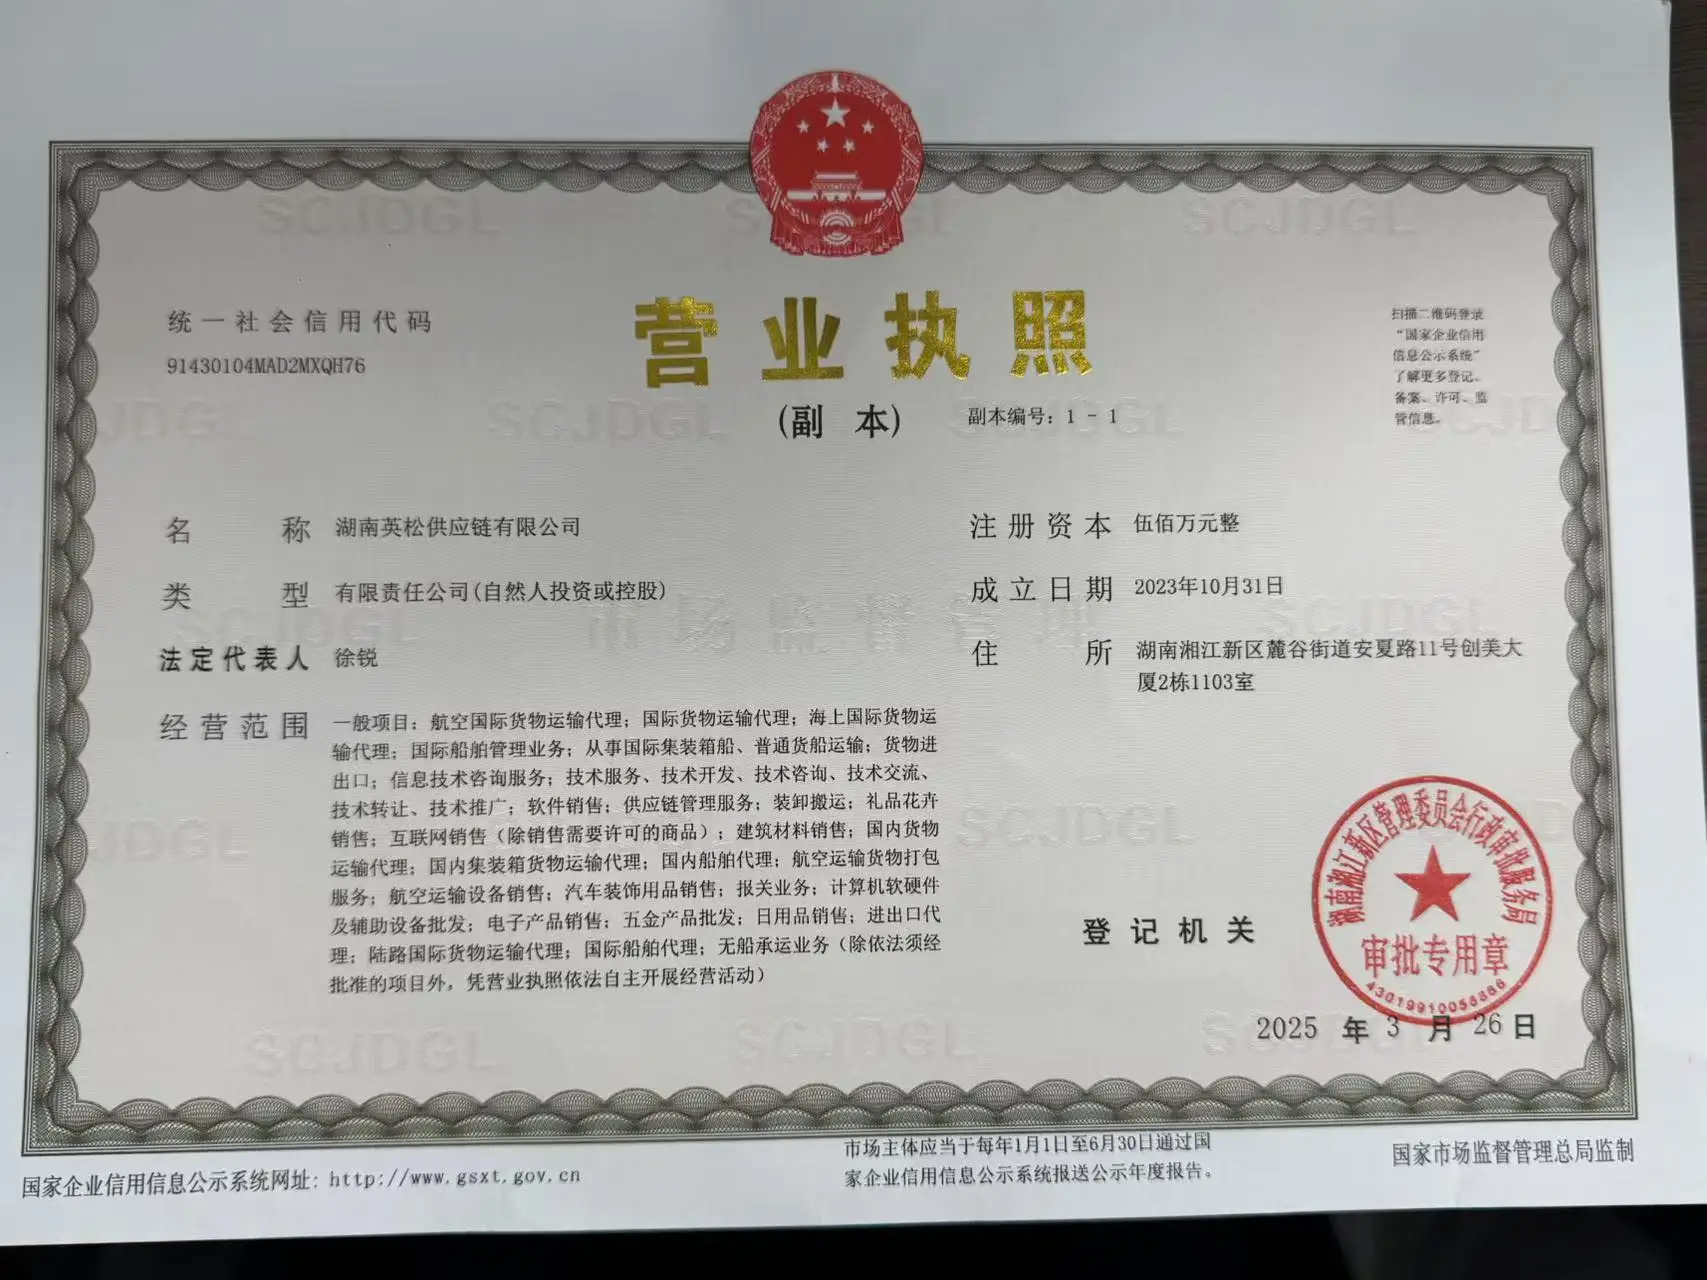 统一社会信用代码
91430104MAD2MXQH76
营业执照
(副 本)
副本编号：1 - 1
扫描二维码登录
“国家企业信用
信息公示系统”
了解更多登记、
备案、许可、监
管信息。
名 称 湖南英松供应链有限公司
类 型 有限责任公司(自然人投资或控股)
法定代表人 徐锐
经营范围 一般项目：航空国际货物运输代理；国际货物运输代理；海上国际货物运
输代理；国际船舶管理业务；从事国际集装箱船、普通货船运输；货物进
出口；信息技术咨询服务；技术服务、技术开发、技术咨询、技术交流、
技术转让、技术推广；软件销售；供应链管理服务；装卸搬运；礼品花卉
销售；互联网销售（除销售需要许可的商品）；建筑材料销售；国内货物
运输代理；国内集装箱货物运输代理；国内船舶代理；航空运输货物打包
服务；航空运输设备销售；汽车装饰用品销售；报关业务；计算机软硬件
及辅助设备批发；电子产品销售；五金产品批发；日用品销售；进出口代
理；陆路国际货物运输代理；国际船舶代理；无船承运业务（除依法须经
批准的项目外，凭营业执照依法自主开展经营活动）
注册资本 伍佰万元整
成立日期 2023年10月31日
住 所 湖南湘江新区麓谷街道安夏路11号创美大
厦2栋1103室
登记机关
湖南湘江新区管理委员会行政审批服务局
审批专用章
2025 年 3 月 26 日
国家企业信用信息公示系统网址: http://www.gsxt.gov.cn
市场主体应当于每年1月1日至6月30日通过国
家企业信用信息公示系统报送公示年度报告。
国家市场监督管理总局监制
SCJDGL
市场监督管理